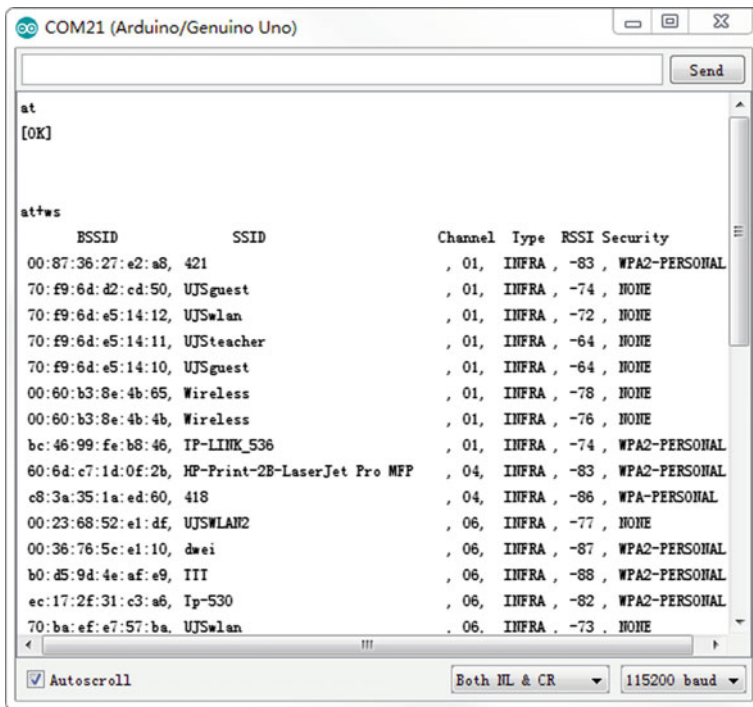 COM21 (Arduino/Genuino Uno)
Send
at
[OK]
at+ws
BSSID SSID Channel Type RSSI Security
00:87:36:27:e2:a8, 421 , 01, INFRA , -83 , WPA2-PERSONAL
70:f9:6d:d2:cd:50, UJSguest , 01, INFRA , -74 , NONE
70:f9:6d:e5:14:12, UJSwlan , 01, INFRA , -72 , NONE
70:f9:6d:e5:14:11, UJSteacher , 01, INFRA , -64 , NONE
70:f9:6d:e5:14:10, UJSguest , 01, INFRA , -64 , NONE
00:60:b3:8e:4b:65, Wireless , 01, INFRA , -78 , NONE
00:60:b3:8e:4b:4b, Wireless , 01, INFRA , -76 , NONE
bc:46:99:fe:b8:46, TP-LINK_536 , 01, INFRA , -74 , WPA2-PERSONAL
60:6d:c7:1d:0f:2b, HP-Print-2B-LaserJet Pro MFP , 04, INFRA , -83 , WPA2-PERSONAL
c8:3a:35:1a:ed:60, 418 , 04, INFRA , -86 , WPA-PERSONAL
00:23:68:52:e1:df, UJSWLAN2 , 06, INFRA , -77 , NONE
00:36:76:5c:e1:10, dwei , 06, INFRA , -87 , WPA2-PERSONAL
b0:d5:9d:4e:af:e9, TTT , 06, INFRA , -88 , WPA2-PERSONAL
ec:17:2f:31:c3:a6, Tp-530 , 06, INFRA , -82 , WPA2-PERSONAL
70:ba:ef:e7:57:ba, UJSwlan , 06, INFRA , -73 , NONE
Autoscroll
Both NL & CR
115200 baud